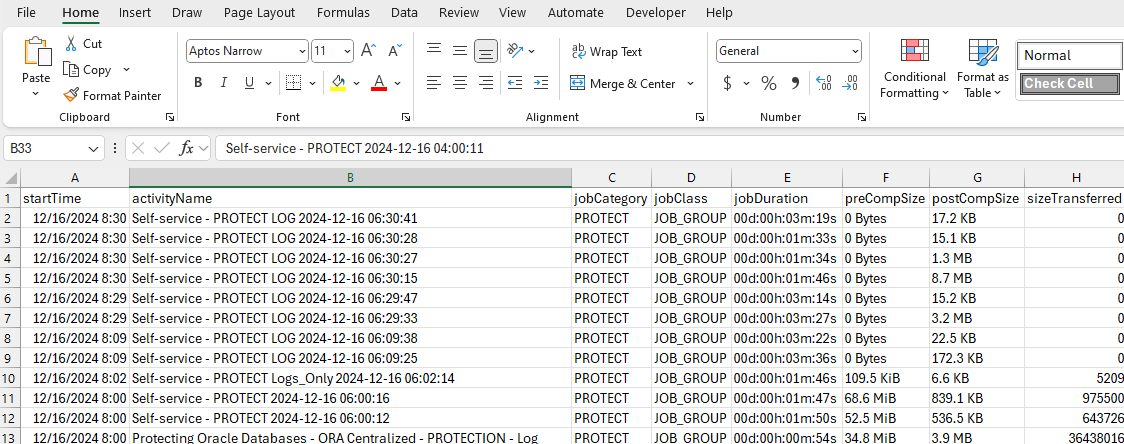 File Home Insert Draw Page Layout Formulas Data Review View Automate Developer Help
Paste
Cut
Copy
Format Painter
Clipboard
Aptos Narrow 11 A A
B I U A
Font
ab Wrap Text
Merge & Center
Alignment
General
$ % 9 .00 .00
Number
Conditional Formatting
Format as Table
Normal
Check Cell
B33 fx Self-service - PROTECT 2024-12-16 04:00:11
A B C D E F G H
1 startTime activityName jobCategory jobClass jobDuration preCompSize postCompSize sizeTransferred
2 12/16/2024 8:30 Self-service - PROTECT LOG 2024-12-16 06:30:41 PROTECT JOB_GROUP 00d:00h:03m:19s 0 Bytes 17.2 KB 0
3 12/16/2024 8:30 Self-service - PROTECT LOG 2024-12-16 06:30:28 PROTECT JOB_GROUP 00d:00h:01m:33s 0 Bytes 15.1 KB 0
4 12/16/2024 8:30 Self-service - PROTECT LOG 2024-12-16 06:30:27 PROTECT JOB_GROUP 00d:00h:01m:34s 0 Bytes 1.3 MB 0
5 12/16/2024 8:30 Self-service - PROTECT LOG 2024-12-16 06:30:15 PROTECT JOB_GROUP 00d:00h:01m:46s 0 Bytes 8.7 MB 0
6 12/16/2024 8:29 Self-service - PROTECT LOG 2024-12-16 06:29:47 PROTECT JOB_GROUP 00d:00h:03m:14s 0 Bytes 15.2 KB 0
7 12/16/2024 8:29 Self-service - PROTECT LOG 2024-12-16 06:29:33 PROTECT JOB_GROUP 00d:00h:03m:27s 0 Bytes 3.2 MB 0
8 12/16/2024 8:09 Self-service - PROTECT LOG 2024-12-16 06:09:38 PROTECT JOB_GROUP 00d:00h:03m:22s 0 Bytes 22.5 KB 0
9 12/16/2024 8:09 Self-service - PROTECT LOG 2024-12-16 06:09:25 PROTECT JOB_GROUP 00d:00h:03m:36s 0 Bytes 172.3 KB 0
10 12/16/2024 8:02 Self-service - PROTECT Logs_Only 2024-12-16 06:02:14 PROTECT JOB_GROUP 00d:00h:01m:46s 109.5 KiB 6.6 KB 5209
11 12/16/2024 8:00 Self-service - PROTECT 2024-12-16 06:00:16 PROTECT JOB_GROUP 00d:00h:01m:47s 68.6 MiB 839.1 KB 975500
12 12/16/2024 8:00 Self-service - PROTECT 2024-12-16 06:00:12 PROTECT JOB_GROUP 00d:00h:01m:50s 52.5 MiB 536.5 KB 643726
13 12/16/2024 8:00 Protecting Oracle Databases - ORA Centralized - PROTECTION - Log PROTECT JOB_GROUP 00d:00h:00m:54s 34.8 MiB 3.9 MB 36438016